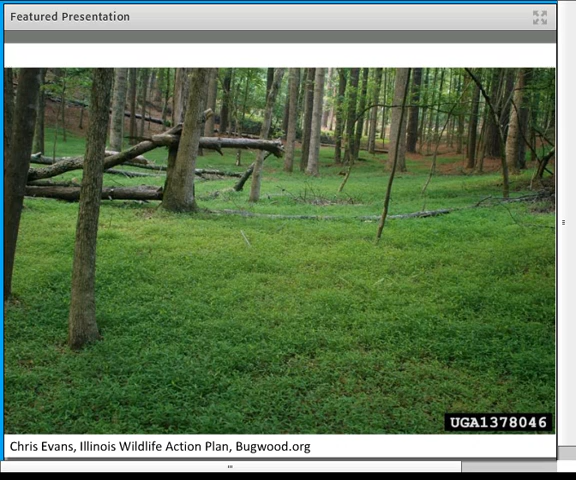 Featured Presentation
UGA1378046
Chris Evans, Illinois Wildlife Action Plan, Bugwood.org